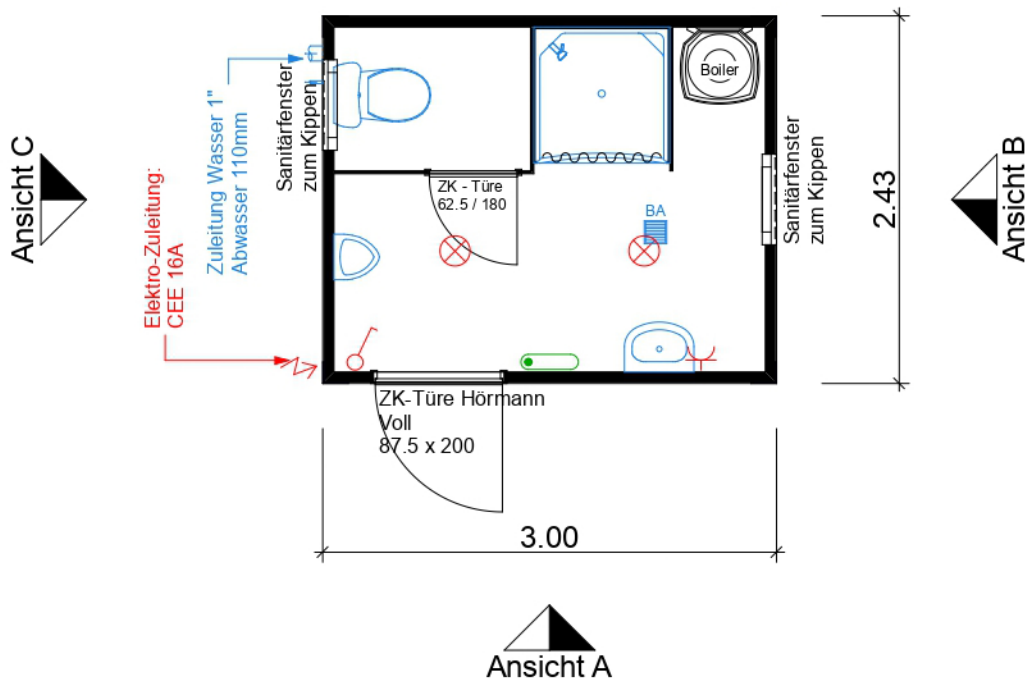 Ansicht C
Elektro-Zuleitung:
CEE 16A
Zuleitung Wasser 1"
Abwasser 110mm
Sanitärfenster
zum Kippen
Boiler
ZK - Türe
62.5 / 180
BA
Sanitärfenster
zum Kippen
2.43
Ansicht B
ZK-Türe Hörmann
Voll
87.5 x 200
3.00
Ansicht A